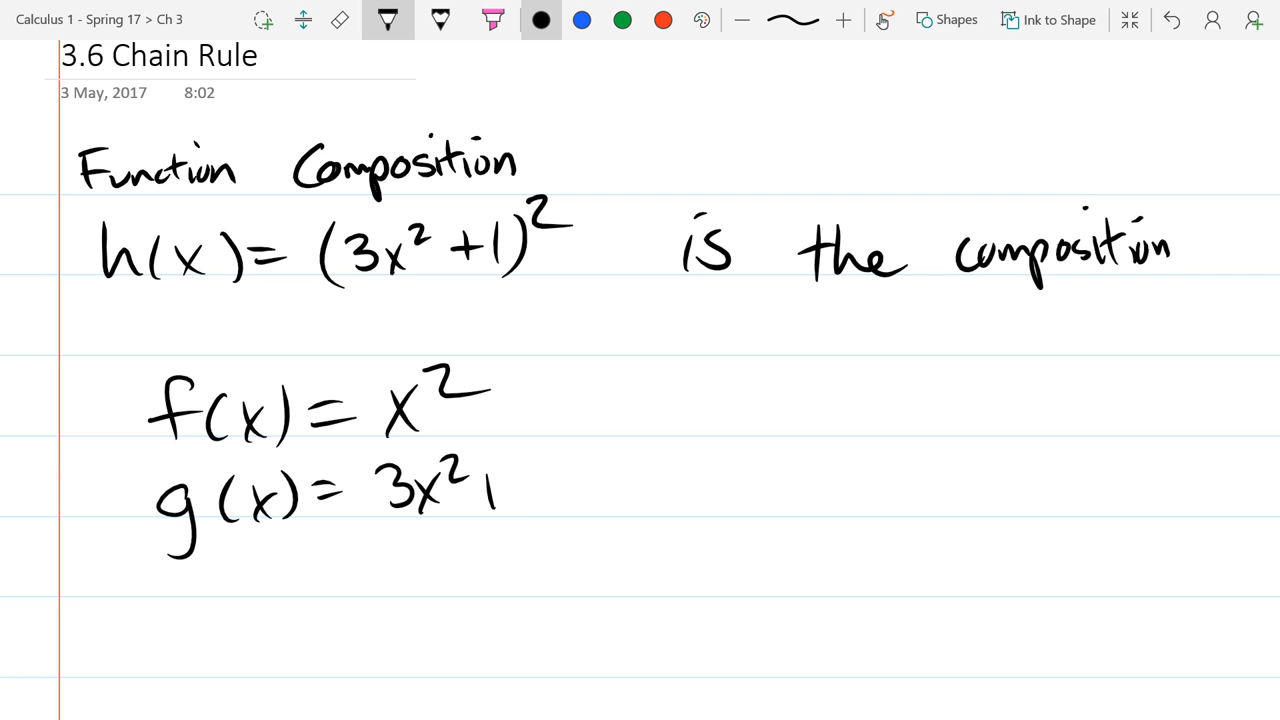 Calculus 1 - Spring 17 > Ch 3 Shapes Ink to Shape
3.6 Chain Rule
3 May, 2017 8:02
Function Composition
h(x) = (3x² + 1)² is the composition
f(x) = x²
g(x) = 3x² ı